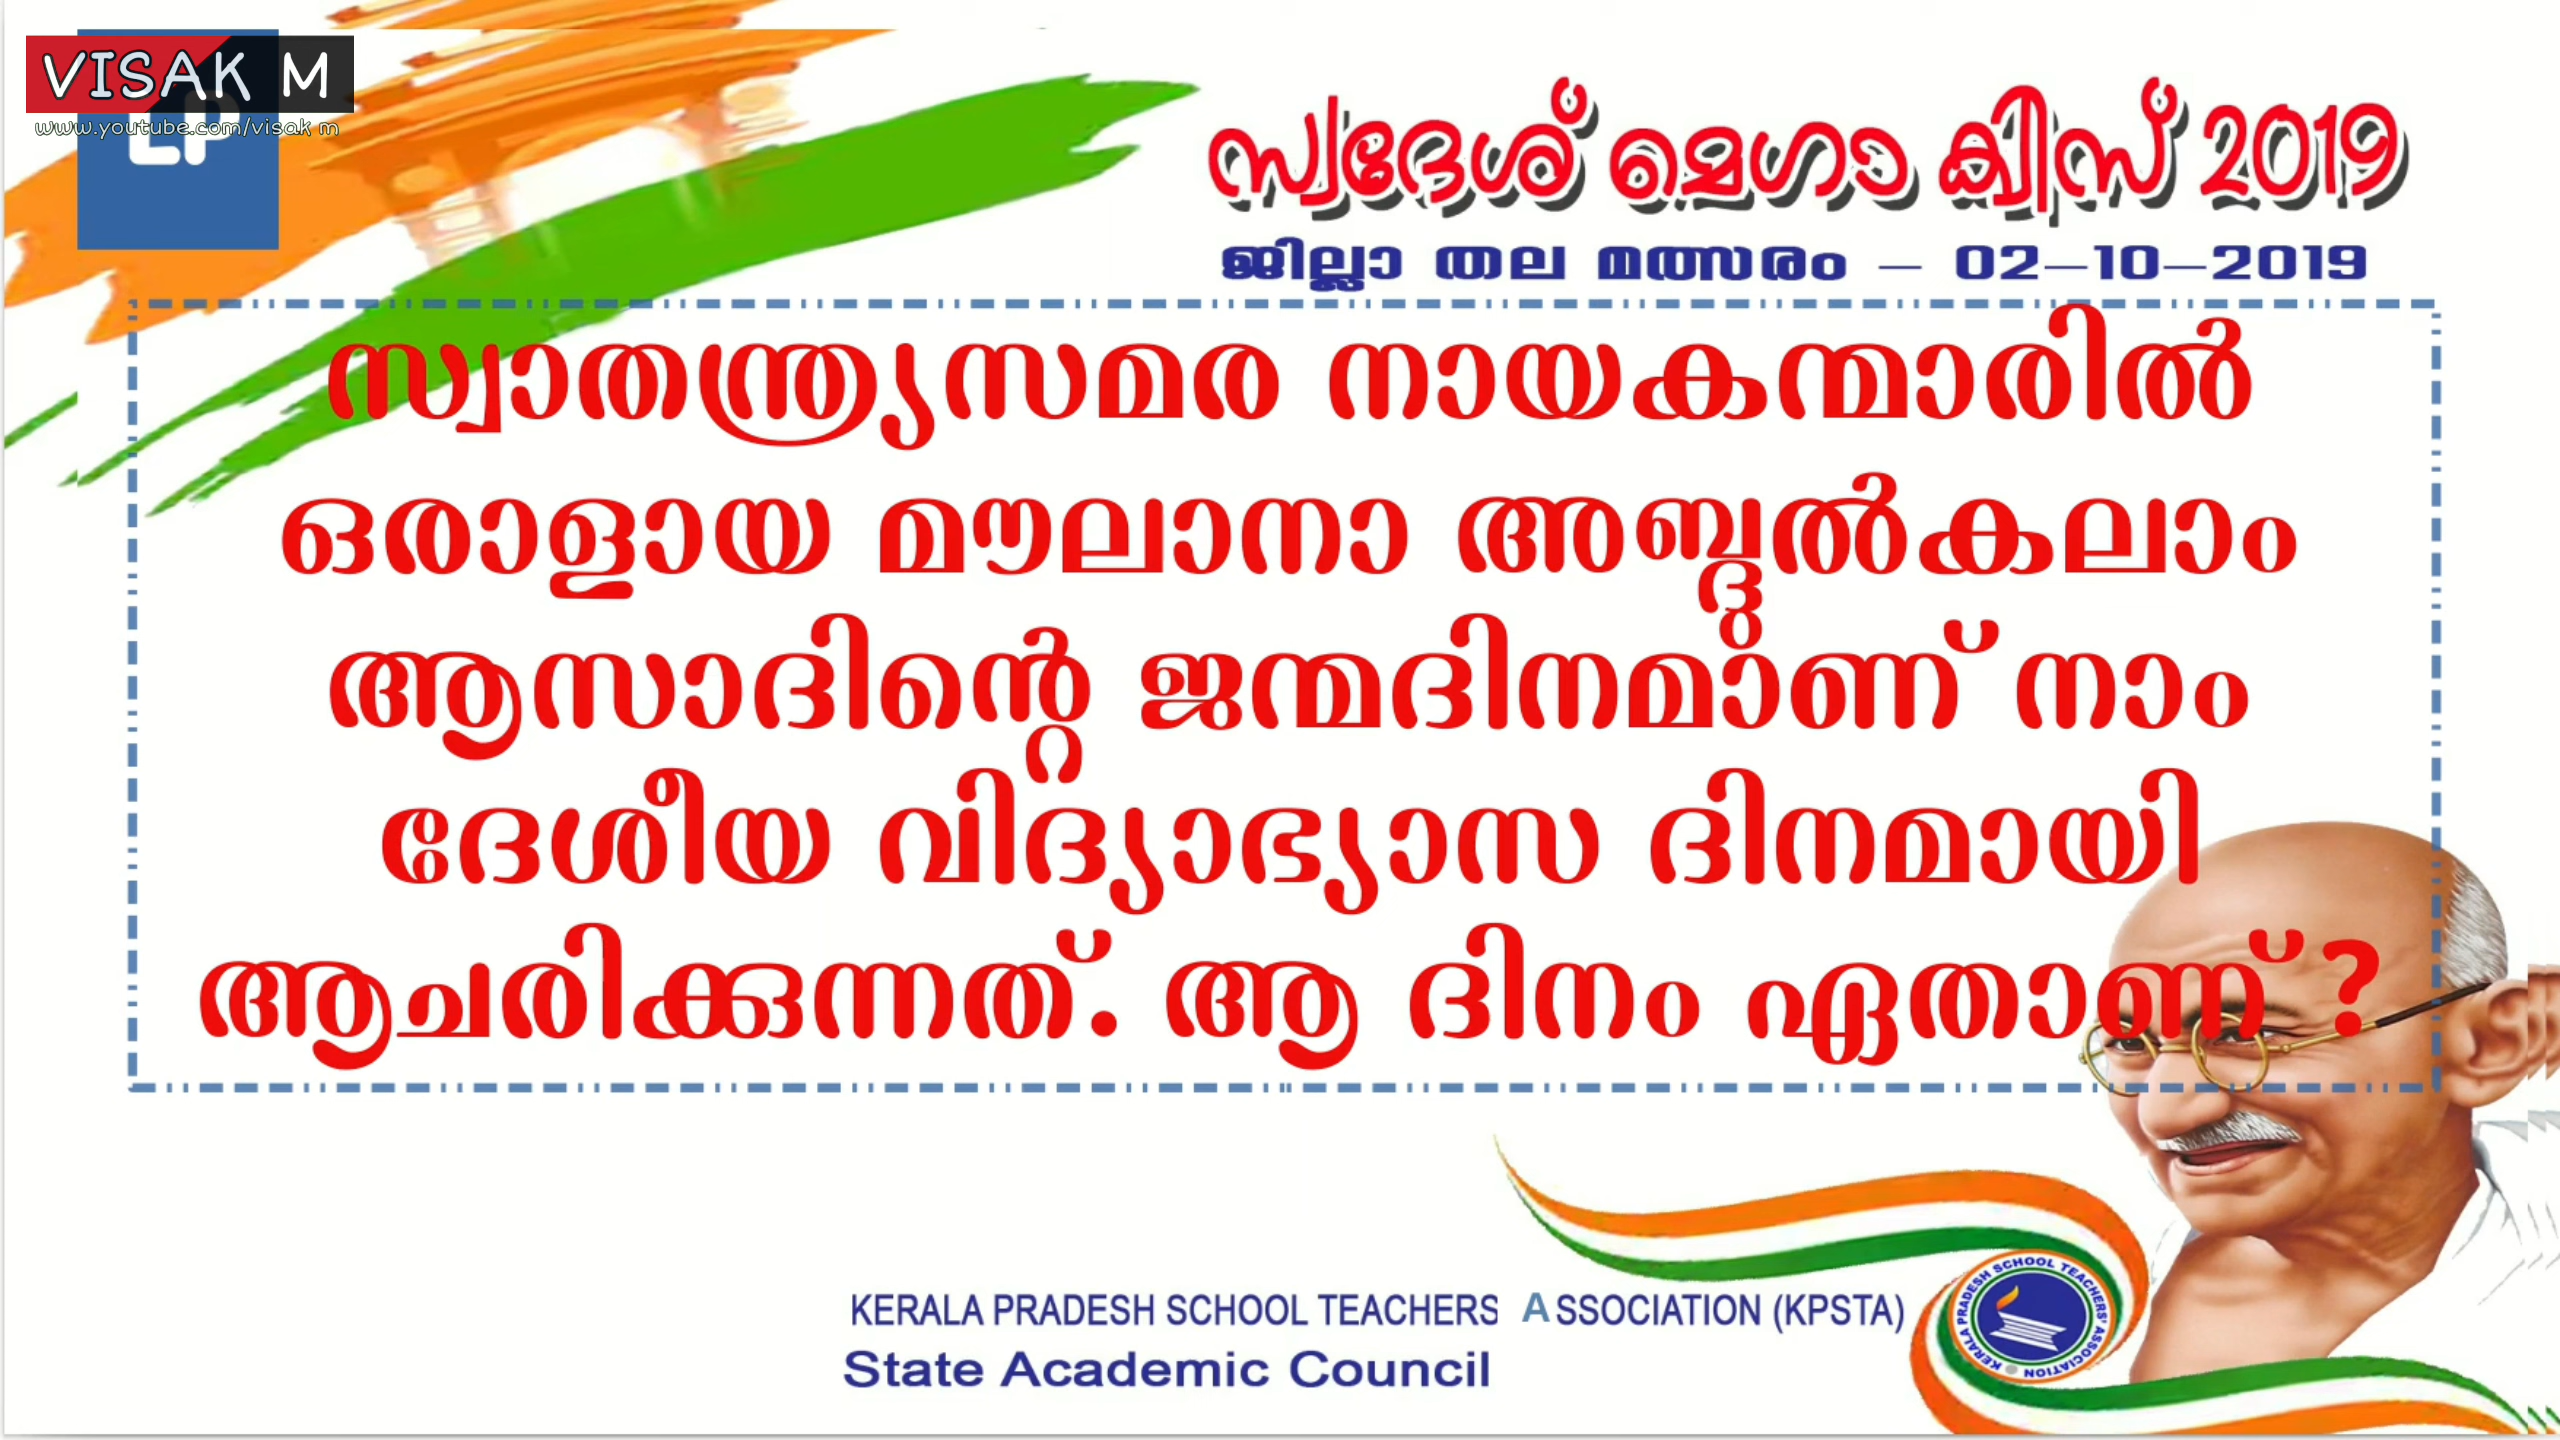 VISAK M
www.youtube.com/visak m
LP
സ്വദേശ് മെഗാ ക്വിസ് 2019
ജില്ലാ തല മത്സരം – 02–10–2019
സ്വാതന്ത്ര്യസമര നായകന്മാരിൽ
ഒരാളായ മൗലാനാ അബ്ദുൽകലാം
ആസാദിന്റെ ജന്മദിനമാണ് നാം
ദേശീയ വിദ്യാഭ്യാസ ദിനമായി
ആചരിക്കുന്നത്. ആ ദിനം ഏതാണ് ?
KERALA PRADESH SCHOOL TEACHERS ASSOCIATION (KPSTA)
State Academic Council
KERALA PRADESH SCHOOL TEACHERS' ASSOCIATION